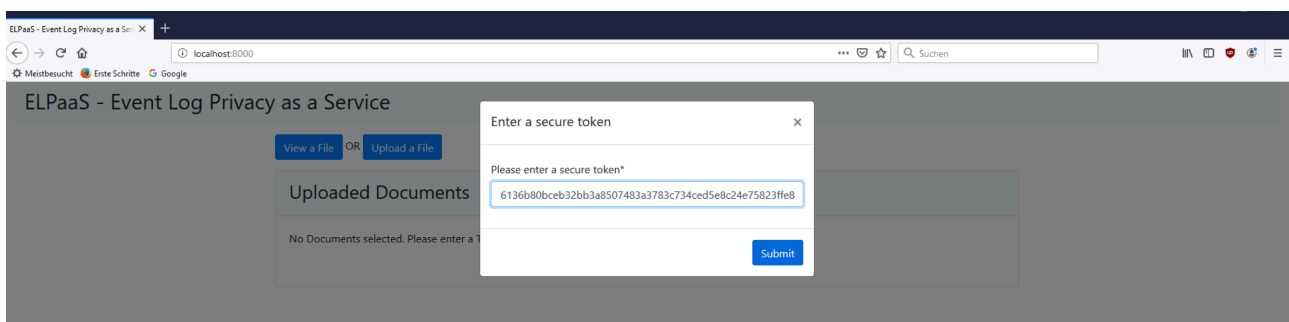 ELPaaS - Event Log Privacy as a Ser
localhost:8000
Suchen
Meistbesucht Erste Schritte Google
ELPaaS - Event Log Privacy as a Service
View a File OR Upload a File
Uploaded Documents
No Documents selected. Please enter a T
Enter a secure token
Please enter a secure token*
6136b80bceb32bb3a8507483a3783c734ced5e8c24e75823ffe8
Submit